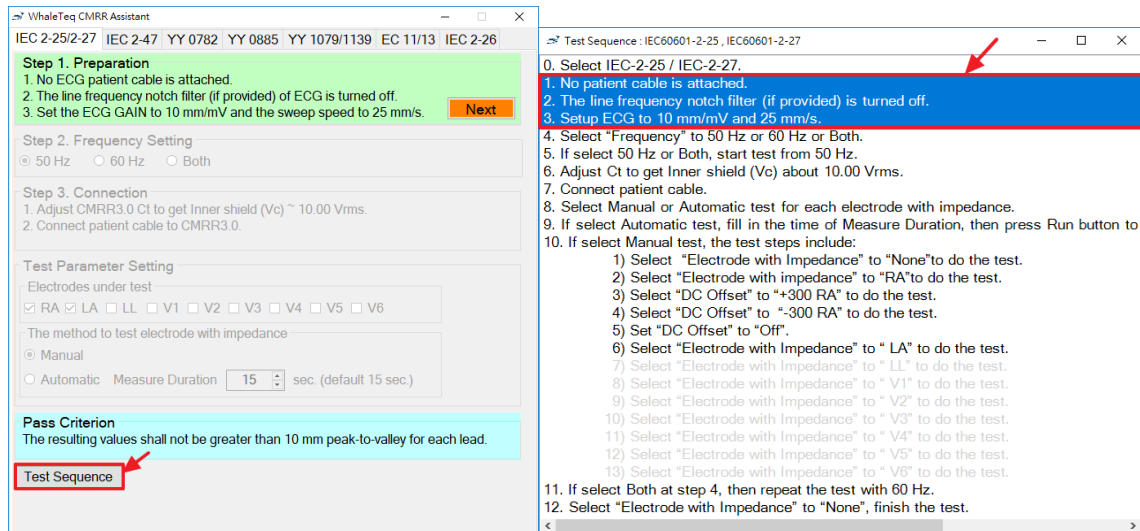 WhaleTeq CMRR Assistant
IEC 2-25/2-27 IEC 2-47 YY 0782 YY 0885 YY 1079/1139 EC 11/13 IEC 2-26
Step 1. Preparation
1. No ECG patient cable is attached.
2. The line frequency notch filter (if provided) of ECG is turned off.
3. Set the ECG GAIN to 10 mm/mV and the sweep speed to 25 mm/s.
Next
Step 2. Frequency Setting
50 Hz 60 Hz Both
Step 3. Connection
1. Adjust CMRR3.0 Ct to get Inner shield (Vc) ~ 10.00 Vrms.
2. Connect patient cable to CMRR3.0.
Test Parameter Setting
Electrodes under test
RA LA LL V1 V2 V3 V4 V5 V6
The method to test electrode with impedance
Manual
Automatic Measure Duration 15 sec. (default 15 sec.)
Pass Criterion
The resulting values shall not be greater than 10 mm peak-to-valley for each lead.
Test Sequence
Test Sequence : IEC60601-2-25 , IEC60601-2-27
0. Select IEC-2-25 / IEC-2-27.
1. No patient cable is attached.
2. The line frequency notch filter (if provided) is turned off.
3. Setup ECG to 10 mm/mV and 25 mm/s.
4. Select “Frequency” to 50 Hz or 60 Hz or Both.
5. If select 50 Hz or Both, start test from 50 Hz.
6. Adjust Ct to get Inner shield (Vc) about 10.00 Vrms.
7. Connect patient cable.
8. Select Manual or Automatic test for each electrode with impedance.
9. If select Automatic test, fill in the time of Measure Duration, then press Run button to
10. If select Manual test, the test steps include:
1) Select “Electrode with Impedance” to “None”to do the test.
2) Select “Electrode with impedance” to “RA”to do the test.
3) Select “DC Offset” to “+300 RA” to do the test.
4) Select “DC Offset” to “-300 RA” to do the test.
5) Set “DC Offset” to “Off”.
6) Select “Electrode with Impedance” to “ LA” to do the test.
7) Select “Electrode with Impedance” to “ LL” to do the test.
8) Select “Electrode with Impedance” to “ V1” to do the test.
9) Select “Electrode with Impedance” to “ V2” to do the test.
10) Select “Electrode with Impedance” to “ V3” to do the test.
11) Select “Electrode with Impedance” to “ V4” to do the test.
12) Select “Electrode with Impedance” to “ V5” to do the test.
13) Select “Electrode with Impedance” to “ V6” to do the test.
11. If select Both at step 4, then repeat the test with 60 Hz.
12. Select “Electrode with Impedance” to “None”, finish the test.